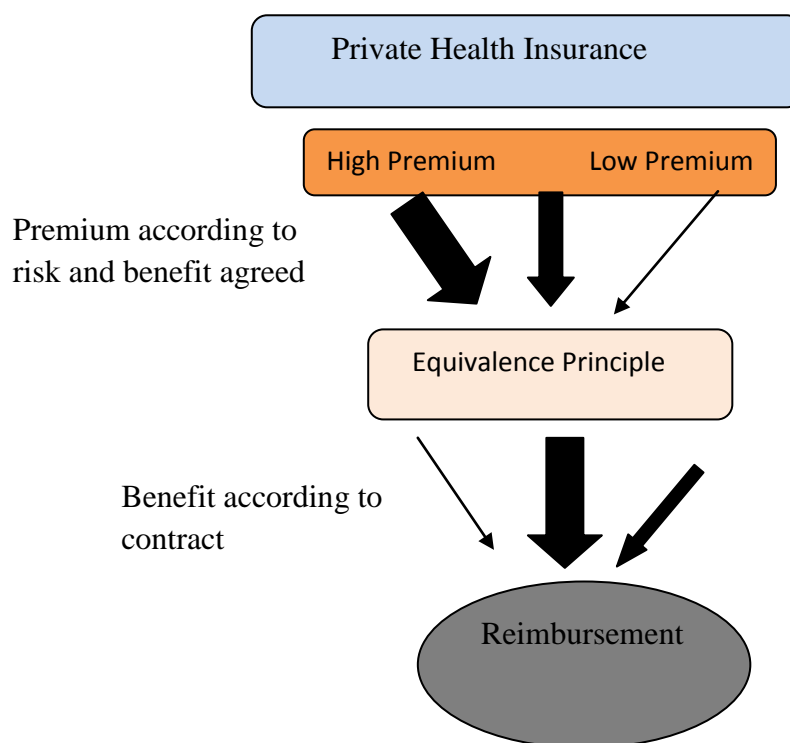 Private Health Insurance
High Premium Low Premium
Premium according to
risk and benefit agreed
Equivalence Principle
Benefit according to
contract
Reimbursement